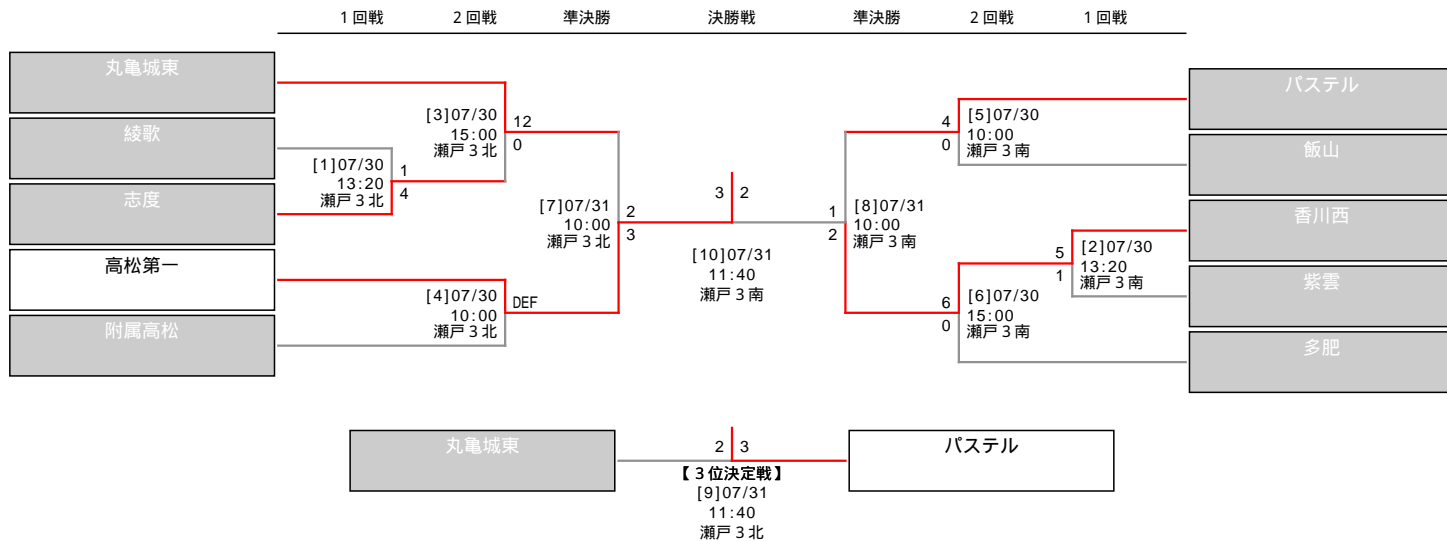 １回戦 ２回戦 準決勝 決勝戦 準決勝 ２回戦 １回戦
丸亀城東
綾歌
志度
高松第一
附属高松
[1]07/30
13:20
瀬戸３北
1
4
[3]07/30
15:00
瀬戸３北
12
0
[4]07/30
10:00
瀬戸３北
DEF
[7]07/31
10:00
瀬戸３北
2
3
3 2
[10]07/31
11:40
瀬戸３南
1
2
[8]07/31
10:00
瀬戸３南
4
0
[5]07/30
10:00
瀬戸３南
6
0
[6]07/30
15:00
瀬戸３南
5
1
[2]07/30
13:20
瀬戸３南
パステル
飯山
香川西
紫雲
多肥
丸亀城東
2 3
パステル
【３位決定戦】
[9]07/31
11:40
瀬戸３北